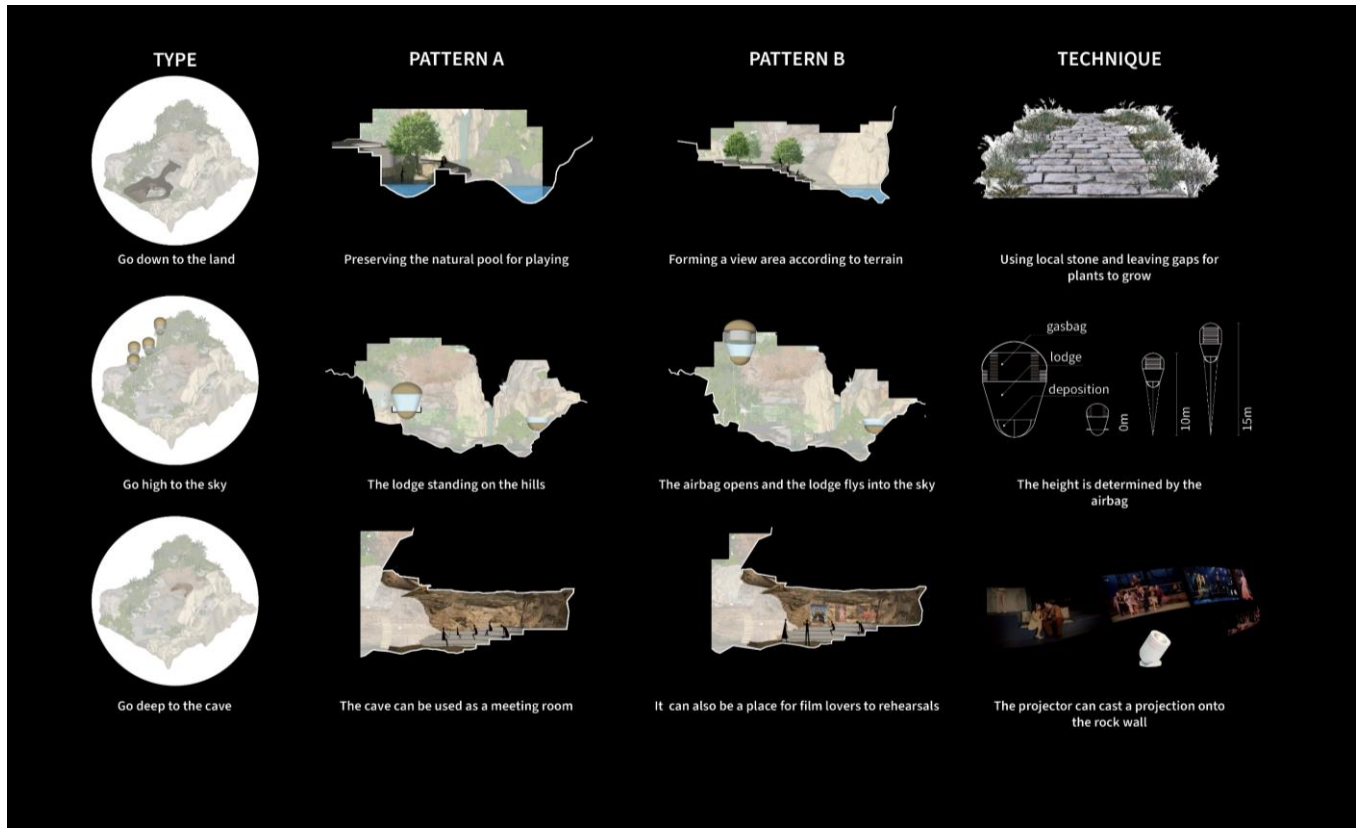 TYPE
PATTERN A
PATTERN B
TECHNIQUE
Go down to the land
Preserving the natural pool for playing
Forming a view area according to terrain
Using local stone and leaving gaps for
plants to grow
gasbag
lodge
deposition
0m
10m
15m
Go high to the sky
The lodge standing on the hills
The airbag opens and the lodge flys into the sky
The height is determined by the
airbag
Go deep to the cave
The cave can be used as a meeting room
It can also be a place for film lovers to rehearsals
The projector can cast a projection onto
the rock wall